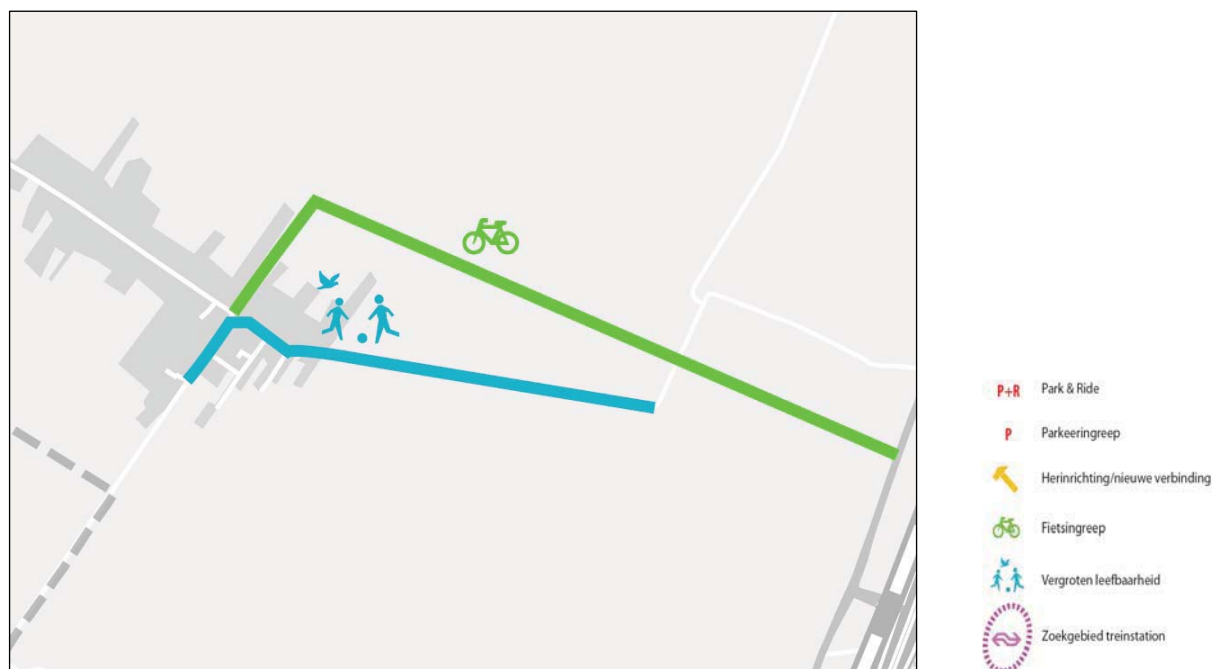 P+R Park & Ride
P Parkeeringreep
Herinrichting/nieuwe verbinding
Fietsingreep
Vergroten leefbaarheid
Zoekgebied treinstation